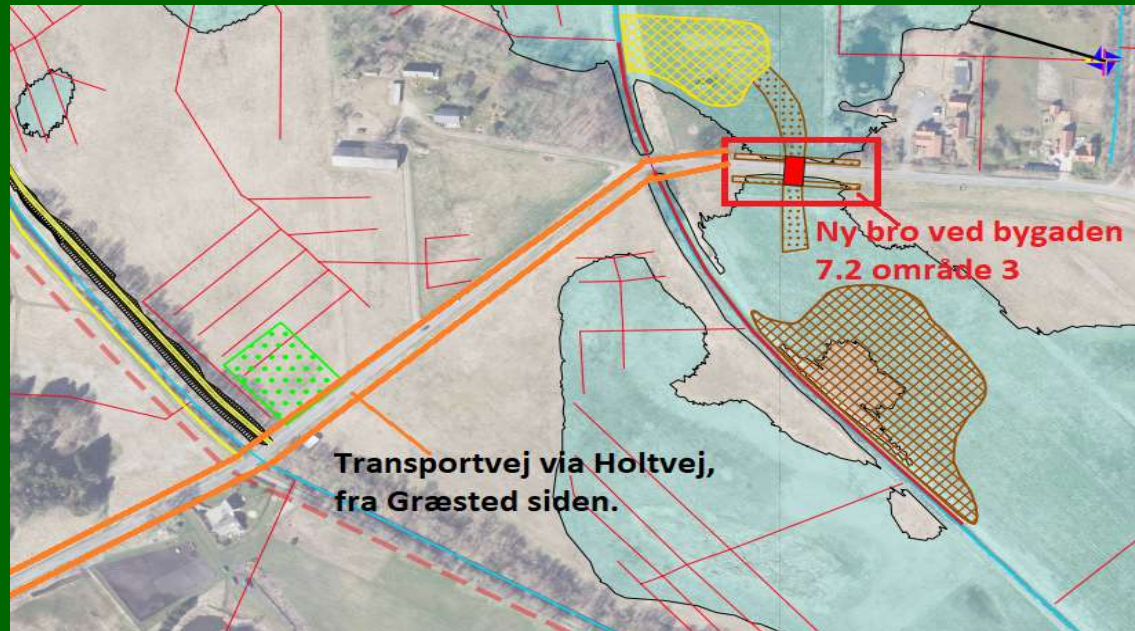 Ny bro ved bygaden
7.2 område 3
Transportvej via Holtvej,
fra Græsted siden.